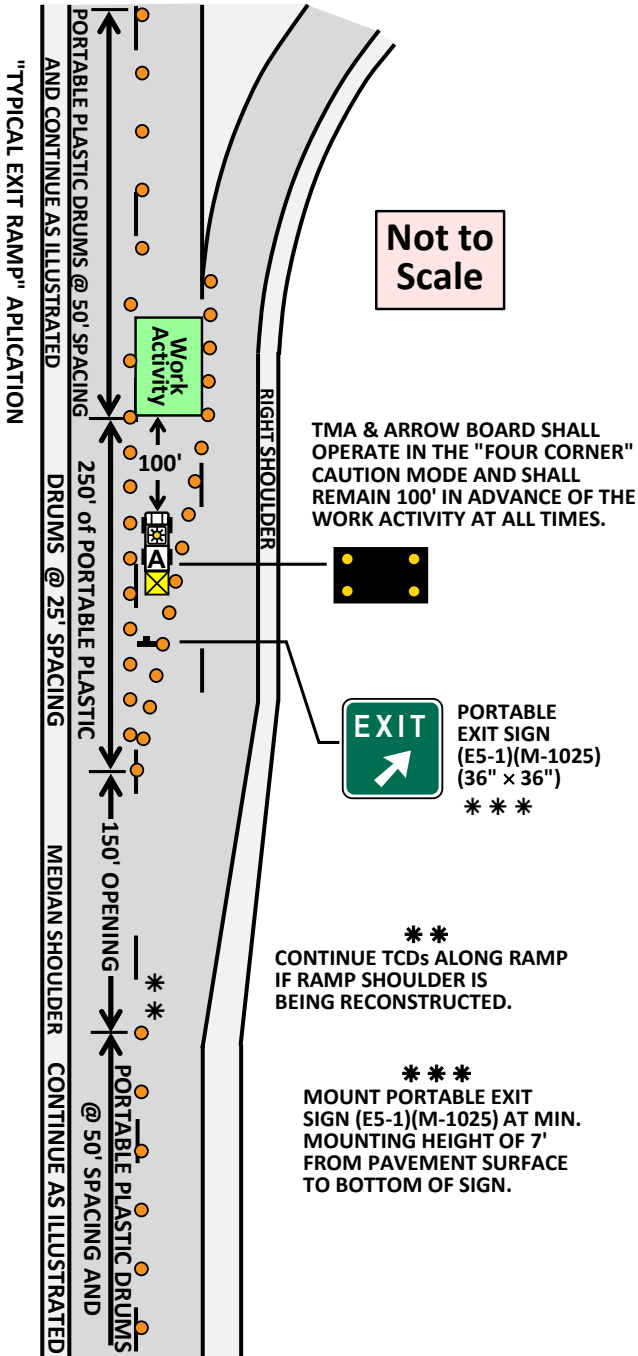 "TYPICAL EXIT RAMP" APLICATION
PORTABLE PLASTIC DRUMS @ 50' SPACING
AND CONTINUE AS ILLUSTRATED
Work
Activity
100'
RIGHT SHOULDER
Not to
Scale
TMA & ARROW BOARD SHALL
OPERATE IN THE "FOUR CORNER"
CAUTION MODE AND SHALL
REMAIN 100' IN ADVANCE OF THE
WORK ACTIVITY AT ALL TIMES.
A
250' of PORTABLE PLASTIC
DRUMS @ 25' SPACING
EXIT
PORTABLE
EXIT SIGN
(E5-1)(M-1025)
(36" × 36")
* * *
150' OPENING
* *
MEDIAN SHOULDER
* *
CONTINUE TCDs ALONG RAMP
IF RAMP SHOULDER IS
BEING RECONSTRUCTED.
* * *
MOUNT PORTABLE EXIT
SIGN (E5-1)(M-1025) AT MIN.
MOUNTING HEIGHT OF 7'
FROM PAVEMENT SURFACE
TO BOTTOM OF SIGN.
PORTABLE PLASTIC DRUMS
@ 50' SPACING AND
CONTINUE AS ILLUSTRATED